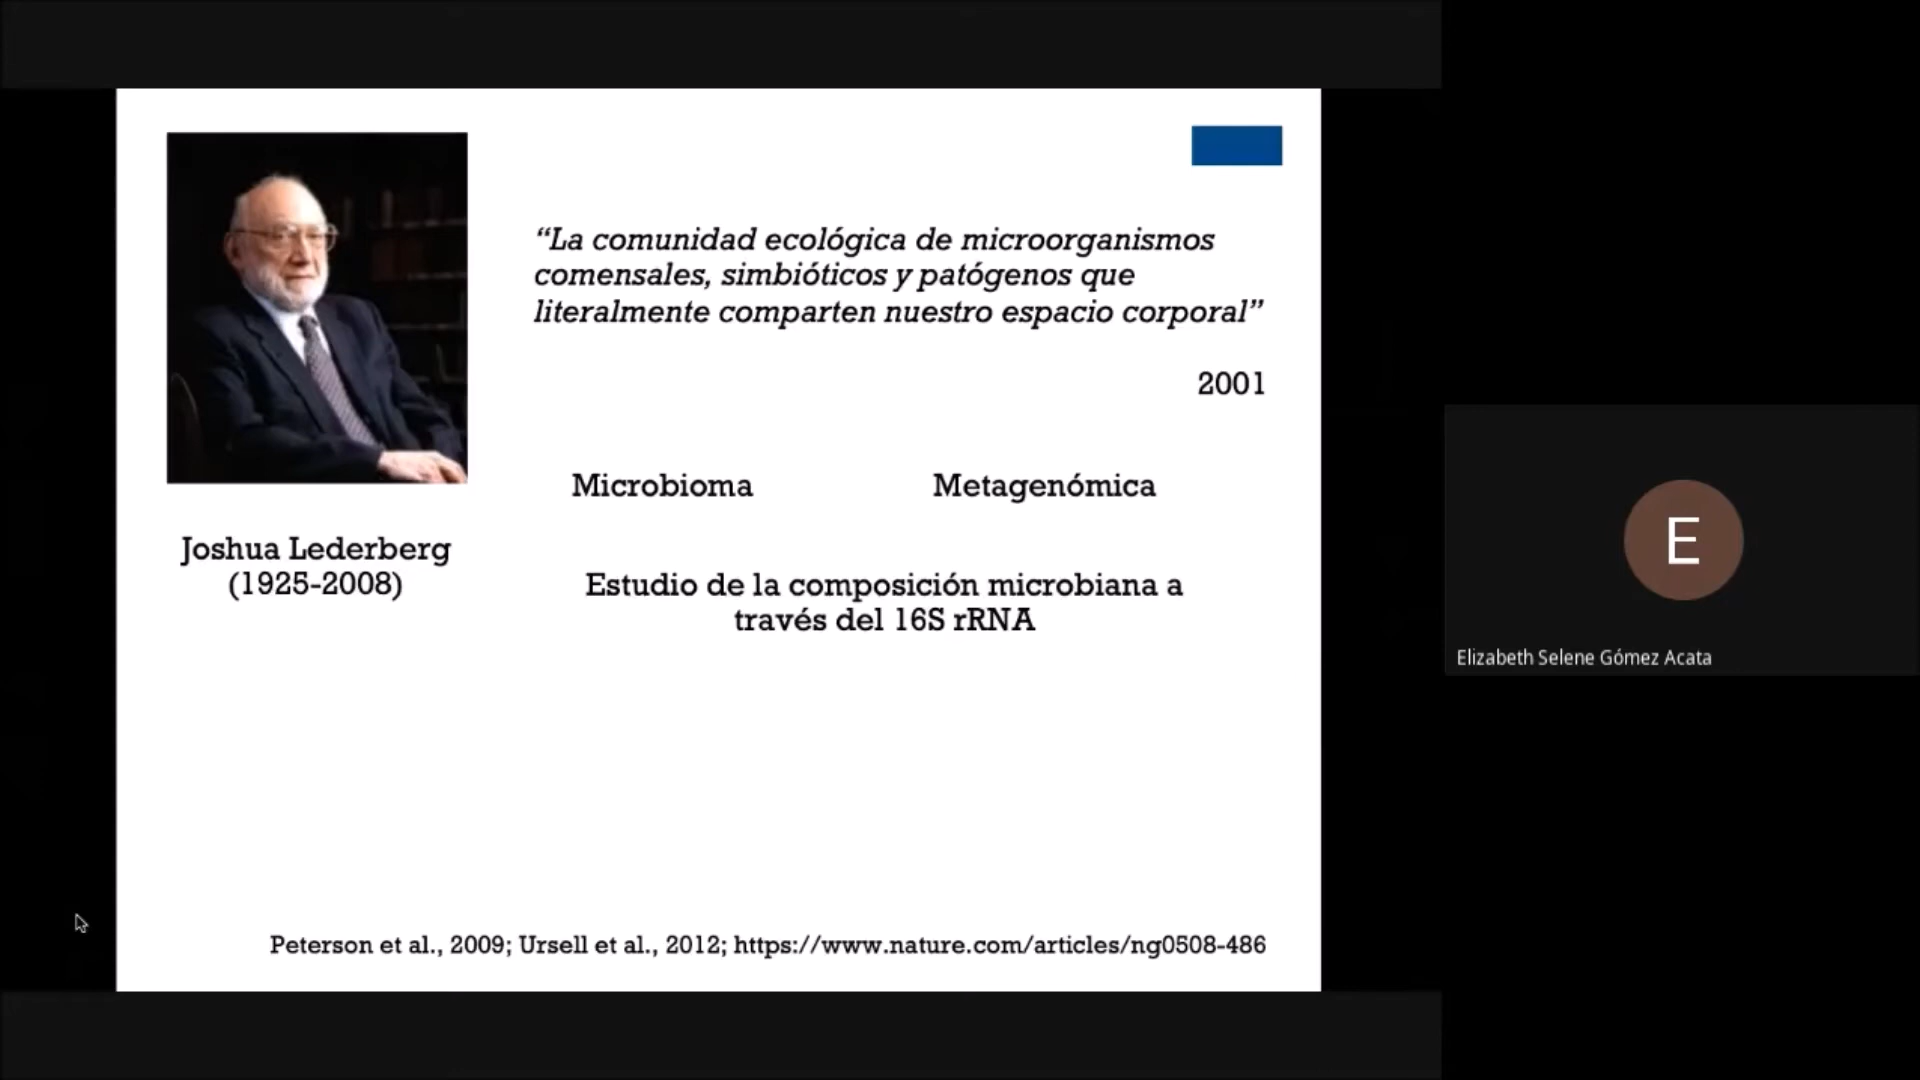 “La comunidad ecológica de microorganismos
comensales, simbióticos y patógenos que
literalmente comparten nuestro espacio corporal”
2001
Microbioma Metagenómica
Joshua Lederberg
(1925-2008)
Estudio de la composición microbiana a
través del 16S rRNA
Peterson et al., 2009; Ursell et al., 2012; https://www.nature.com/articles/ng0508-486
E
Elizabeth Selene Gómez Acata